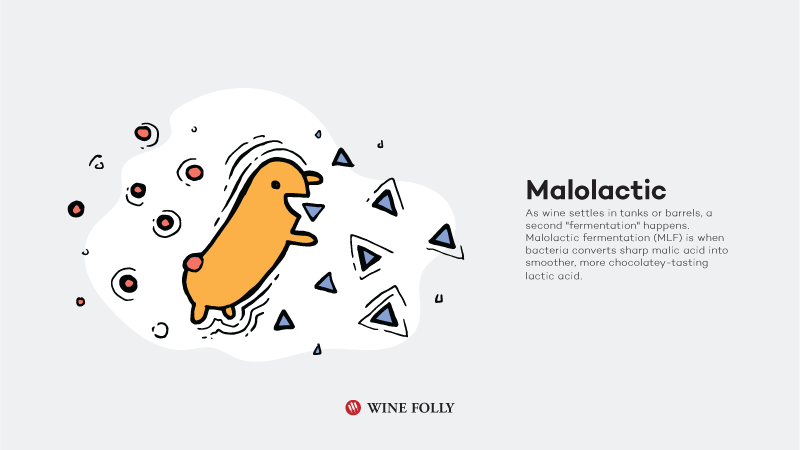 Malolactic
As wine settles in tanks or barrels, a
second "fermentation" happens.
Malolactic fermentation (MLF) is when
bacteria converts sharp malic acid into
smoother, more chocolatey-tasting
lactic acid.
WINE FOLLY